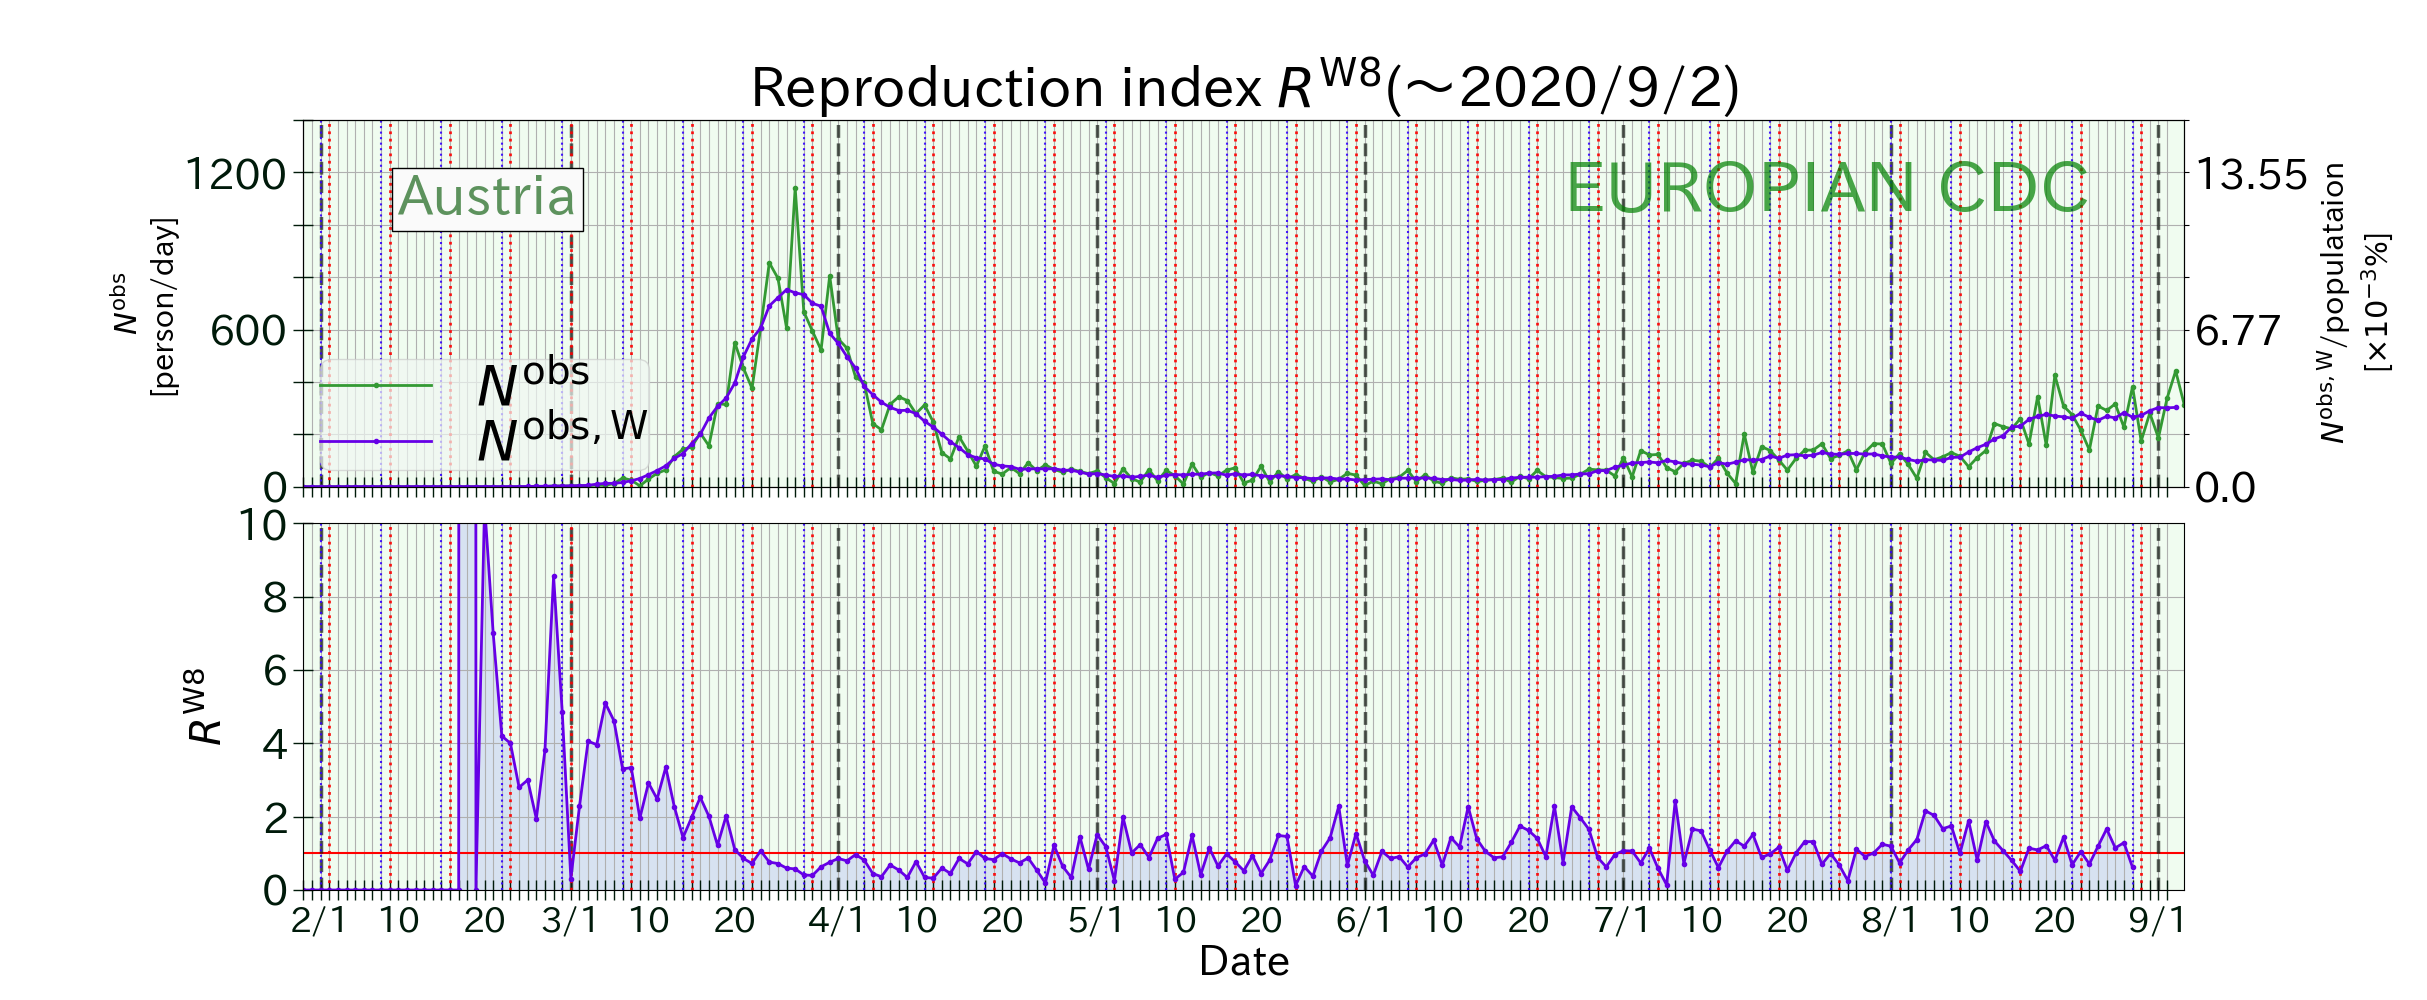 Reproduction index R^W8(～2020/9/2)
Austria
EUROPIAN CDC
N^obs
[person/day]
1200
600
0
N^obs
N^obs, W
13.55
6.77
0.0
N^obs, W/populataion
[×10^−3%]
R^W8
10
8
6
4
2
0
2/1 10 20 3/1 10 20 4/1 10 20 5/1 10 20 6/1 10 20 7/1 10 20 8/1 10 20 9/1
Date